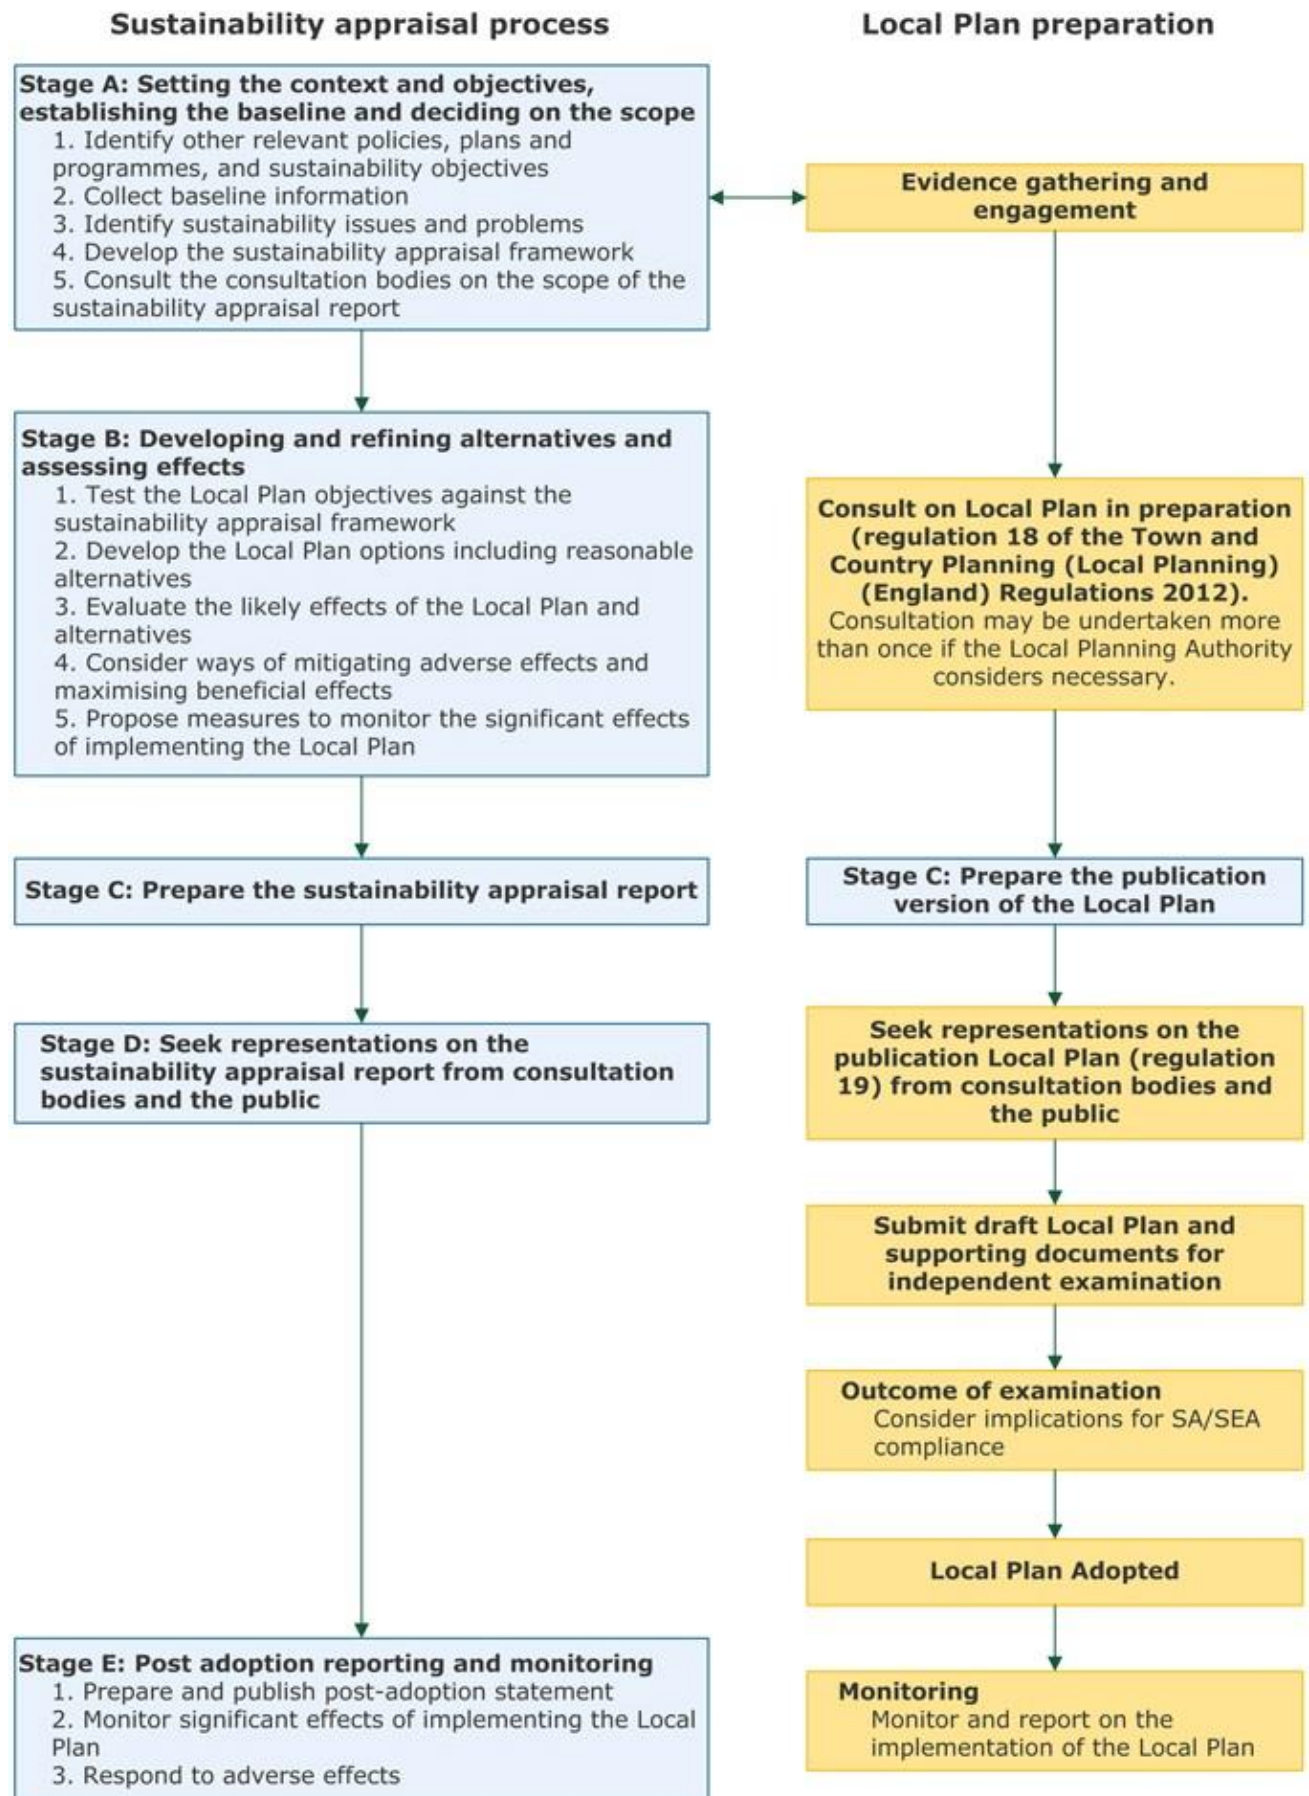 Sustainability appraisal process
Local Plan preparation
Stage A: Setting the context and objectives,
establishing the baseline and deciding on the scope
1. Identify other relevant policies, plans and
programmes, and sustainability objectives
2. Collect baseline information
3. Identify sustainability issues and problems
4. Develop the sustainability appraisal framework
5. Consult the consultation bodies on the scope of the
sustainability appraisal report
Evidence gathering and
engagement
Stage B: Developing and refining alternatives and
assessing effects
1. Test the Local Plan objectives against the
sustainability appraisal framework
2. Develop the Local Plan options including reasonable
alternatives
3. Evaluate the likely effects of the Local Plan and
alternatives
4. Consider ways of mitigating adverse effects and
maximising beneficial effects
5. Propose measures to monitor the significant effects
of implementing the Local Plan
Consult on Local Plan in preparation
(regulation 18 of the Town and
Country Planning (Local Planning)
(England) Regulations 2012).
Consultation may be undertaken more
than once if the Local Planning Authority
considers necessary.
Stage C: Prepare the sustainability appraisal report
Stage C: Prepare the publication
version of the Local Plan
Stage D: Seek representations on the
sustainability appraisal report from consultation
bodies and the public
Seek representations on the
publication Local Plan (regulation
19) from consultation bodies and
the public
Submit draft Local Plan and
supporting documents for
independent examination
Outcome of examination
Consider implications for SA/SEA
compliance
Local Plan Adopted
Stage E: Post adoption reporting and monitoring
1. Prepare and publish post-adoption statement
2. Monitor significant effects of implementing the Local
Plan
3. Respond to adverse effects
Monitoring
Monitor and report on the
implementation of the Local Plan